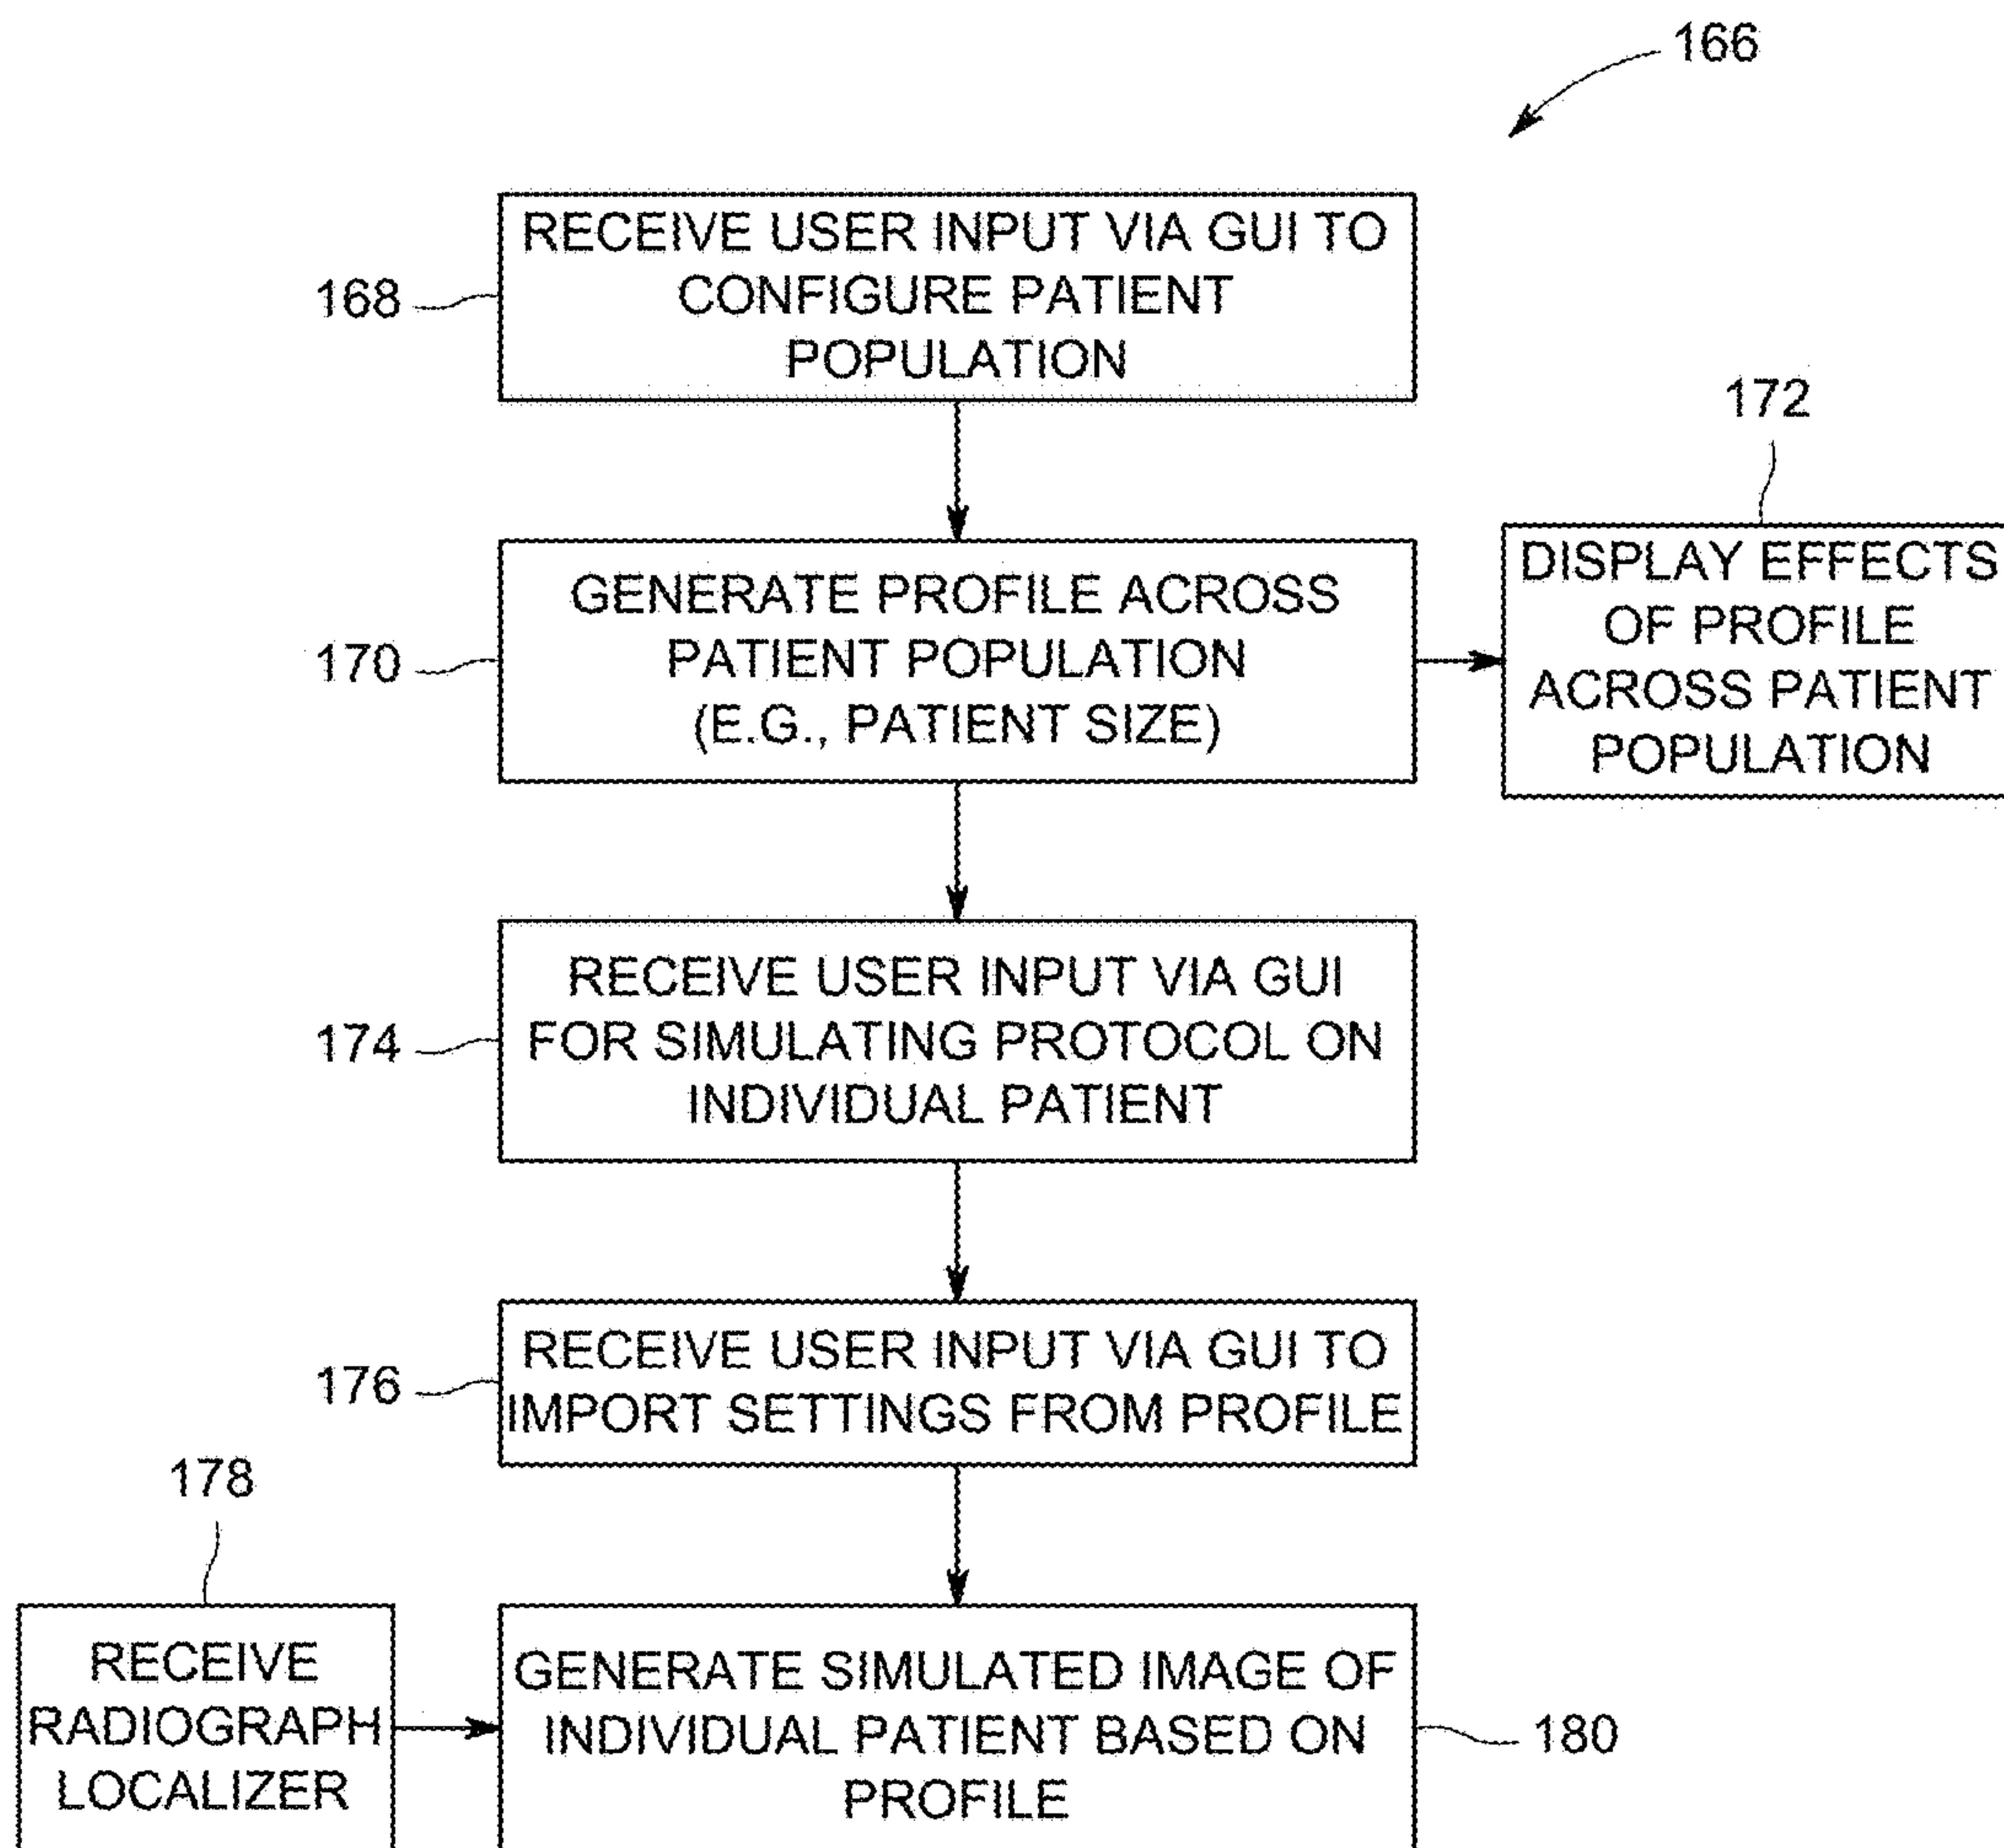 166
RECEIVE USER INPUT VIA GUI TO
CONFIGURE PATIENT
POPULATION
168
172
GENERATE PROFILE ACROSS
PATIENT POPULATION
(E.G., PATIENT SIZE)
170
DISPLAY EFFECTS
OF PROFILE
ACROSS PATIENT
POPULATION
RECEIVE USER INPUT VIA GUI
FOR SIMULATING PROTOCOL ON
INDIVIDUAL PATIENT
174
RECEIVE USER INPUT VIA GUI TO
IMPORT SETTINGS FROM PROFILE
176
178
RECEIVE
RADIOGRAPH
LOCALIZER
GENERATE SIMULATED IMAGE OF
INDIVIDUAL PATIENT BASED ON
PROFILE
180